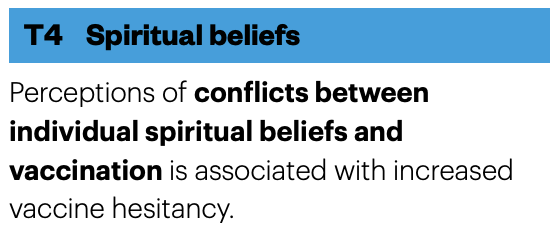 T4 Spiritual beliefs
Perceptions of conflicts between
individual spiritual beliefs and
vaccination is associated with increased
vaccine hesitancy.